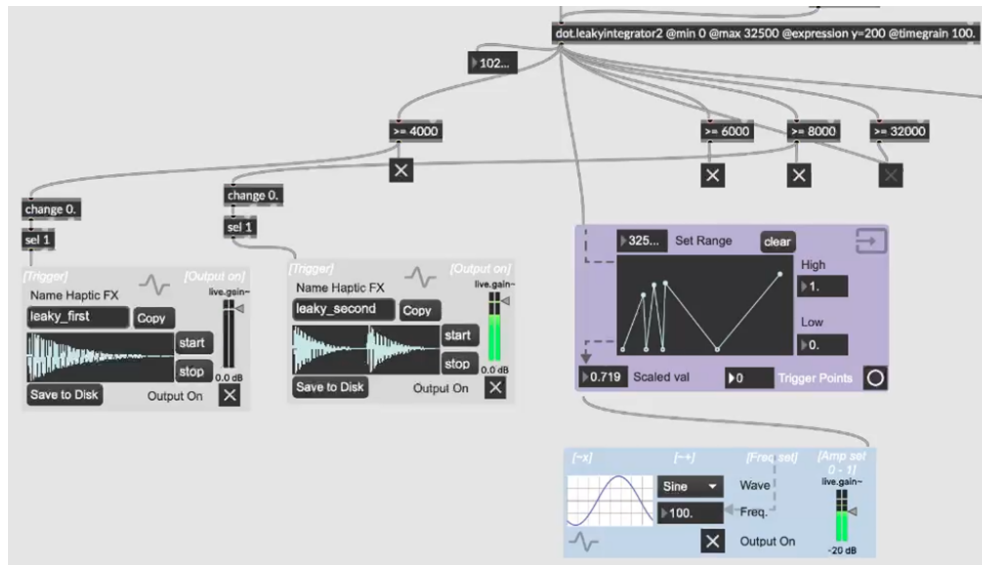 dot.leakyintegrator2 @min 0 @max 32500 @expression y=200 @timegrain 100.
102...
>= 4000
>= 6000
>= 8000
>= 32000
change 0.
change 0.
sel 1
sel 1
325...
Set Range
clear
High
1.
Low
0.
0.719
Scaled val
0
Trigger Points
[Trigger]
[Output on]
Name Haptic FX
live.gain~
leaky_first
Copy
start
stop
0.0 dB
Save to Disk
Output On
[Trigger]
[Output on]
Name Haptic FX
live.gain~
leaky_second
Copy
start
stop
0.0 dB
Save to Disk
Output On
[~x]
[~+]
[Freq set]
[Amp set
0 - 1]
live.gain~
Sine
Wave
100.
Freq.
Output On
-20 dB